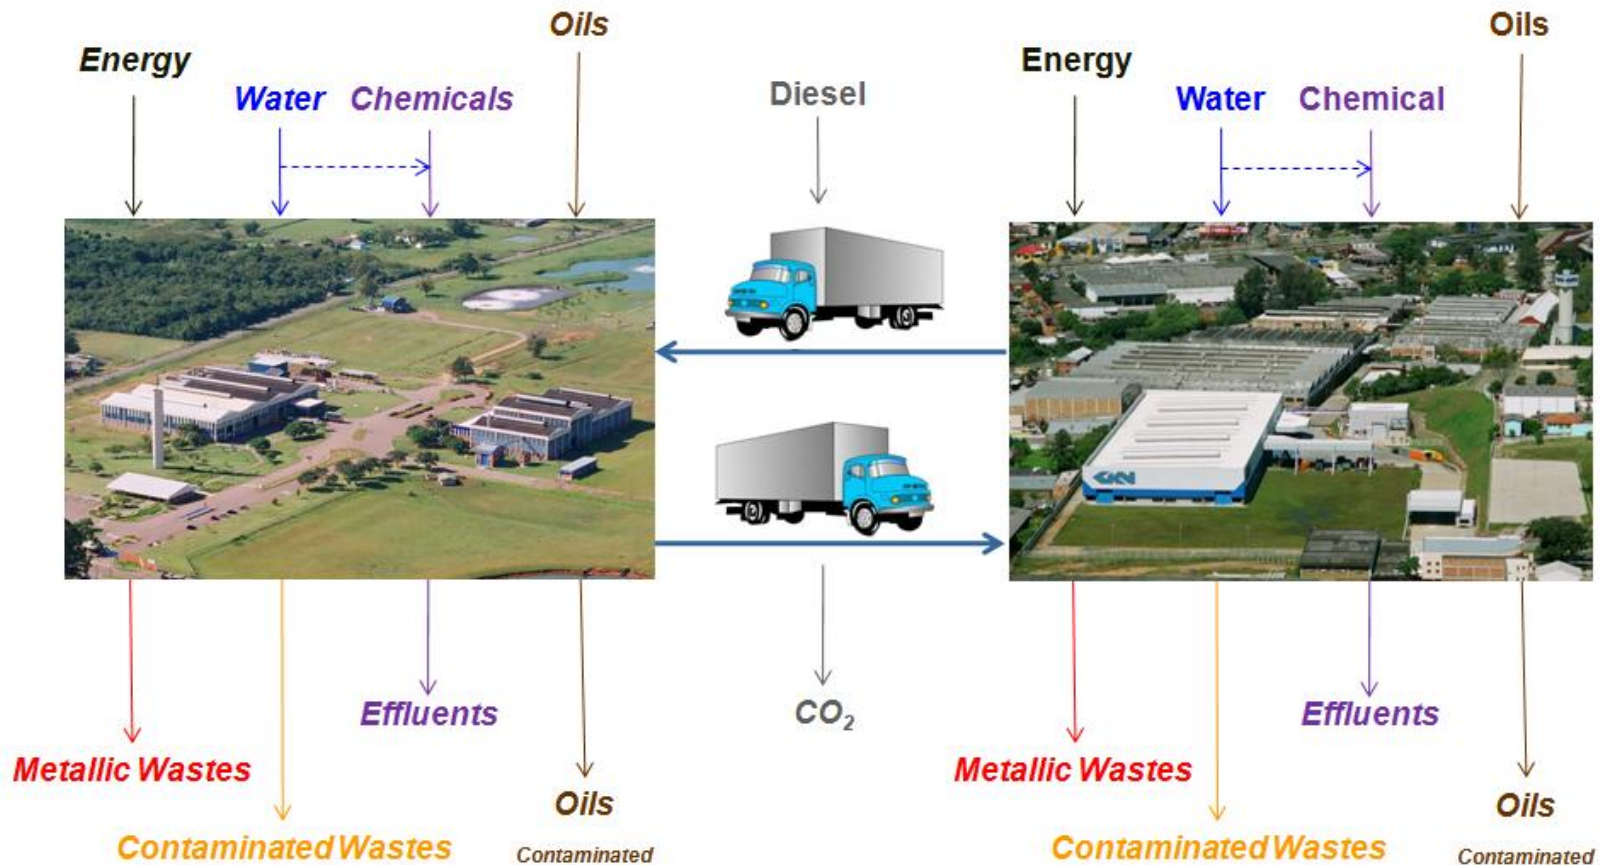 Oils
Energy
Water
Chemicals
Diesel
Oils
Energy
Water
Chemical
GKN
Effluents
Metallic Wastes
Oils
Contaminated Wastes
Contaminated
CO₂
Effluents
Metallic Wastes
Oils
Contaminated Wastes
Contaminated